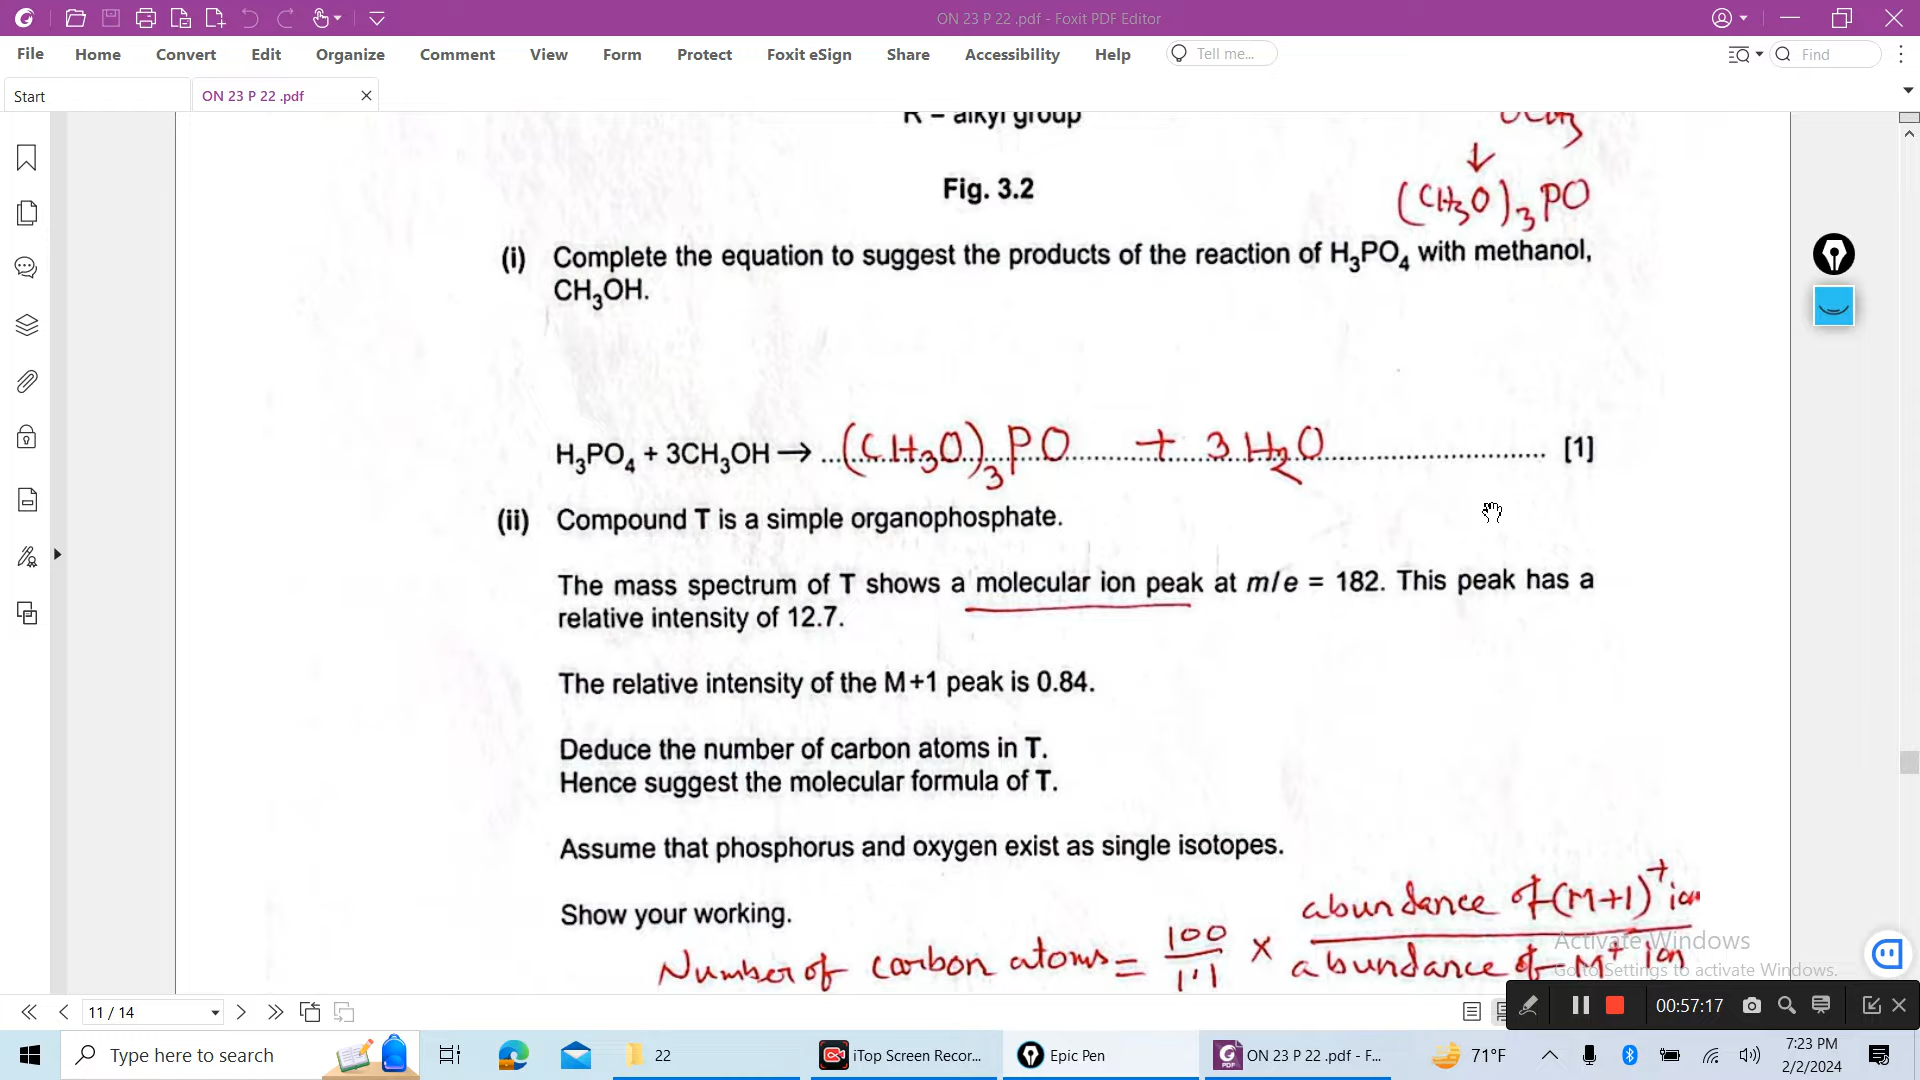 ON 23 P 22 .pdf - Foxit PDF Editor
File Home Convert Edit Organize Comment View Form Protect Foxit eSign Share Accessibility Help Tell me... Find
Start ON 23 P 22 .pdf
R – alkyl group
OCH3
Fig. 3.2
(CH3O)3PO
(i) Complete the equation to suggest the products of the reaction of H3PO4 with methanol,
CH3OH.
H3PO4 + 3CH3OH → (CH3O)3PO + 3H2O [1]
(ii) Compound T is a simple organophosphate.
The mass spectrum of T shows a molecular ion peak at m/e = 182. This peak has a
relative intensity of 12.7.
The relative intensity of the M+1 peak is 0.84.
Deduce the number of carbon atoms in T.
Hence suggest the molecular formula of T.
Assume that phosphorus and oxygen exist as single isotopes.
Show your working.
Number of carbon atoms = 100/1.1 × abundance of (M+1)+ ion / abundance of M+ ion
Activate Windows
Go to Settings to activate Windows.
11 / 14
00:57:17
Type here to search 22 iTop Screen Recor... Epic Pen ON 23 P 22 .pdf - F... 71°F 7:23 PM
2/2/2024